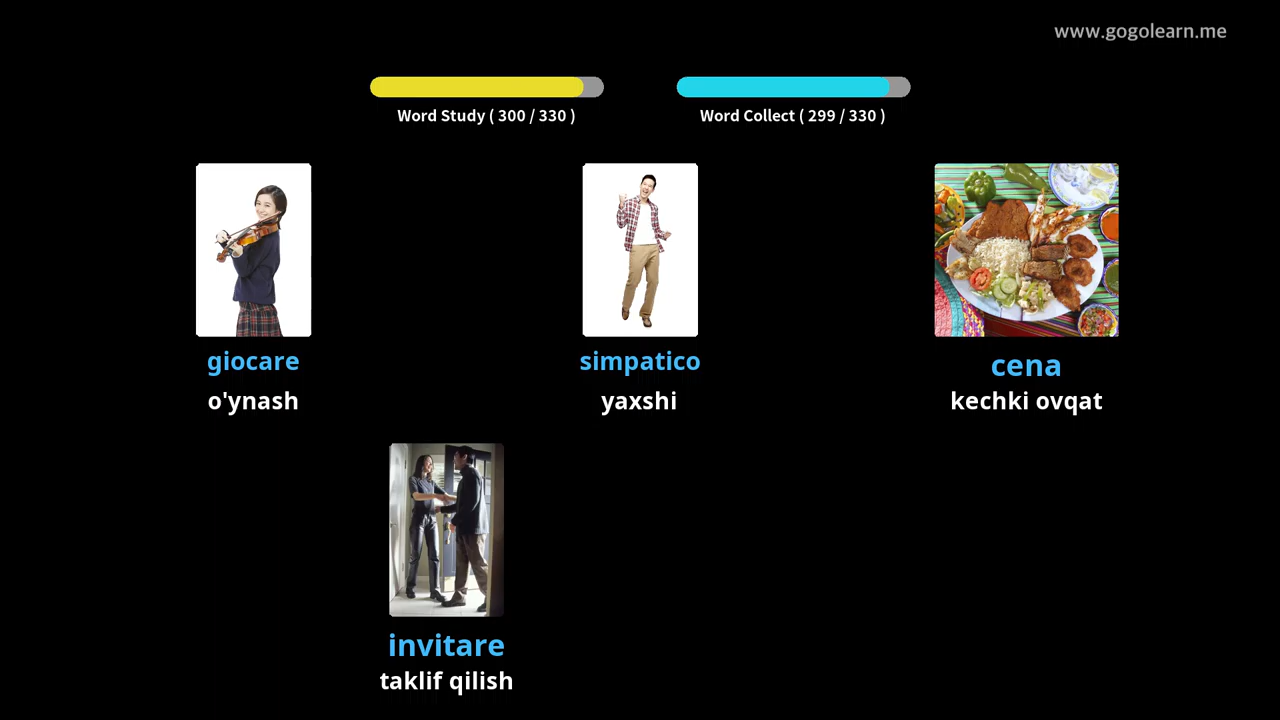 www.gogolearn.me
Word Study ( 300 / 330 )
Word Collect ( 299 / 330 )
giocare
o'ynash
simpatico
yaxshi
cena
kechki ovqat
invitare
taklif qilish